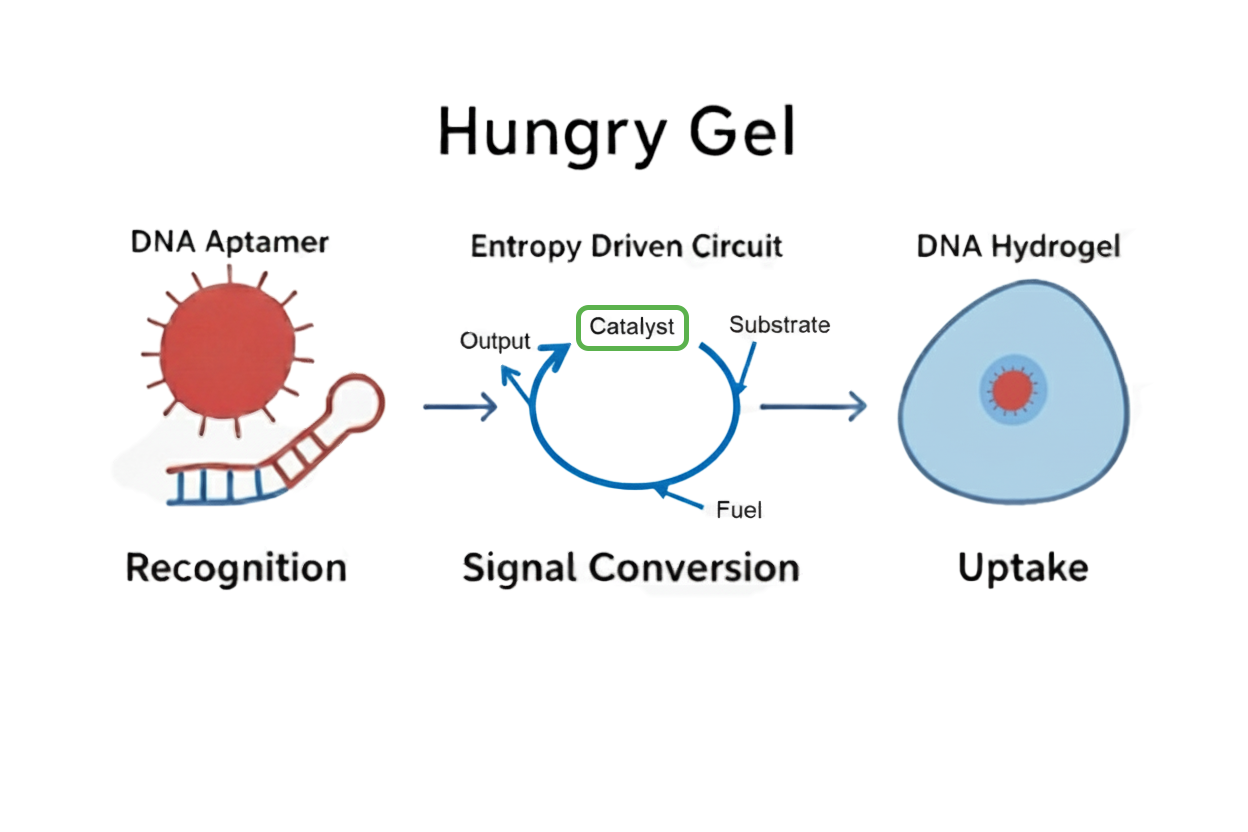 Hungry Gel
DNA Aptamer
Entropy Driven Circuit
DNA Hydrogel
Catalyst
Substrate
Output
Fuel
Recognition
Signal Conversion
Uptake